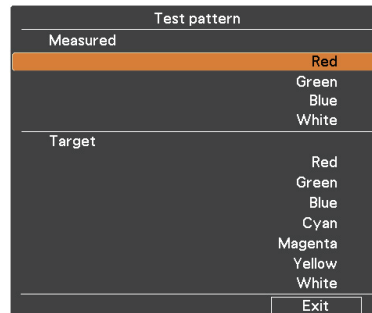 Test pattern
Measured
Red
Green
Blue
White
Target
Red
Green
Blue
Cyan
Magenta
Yellow
White
Exit